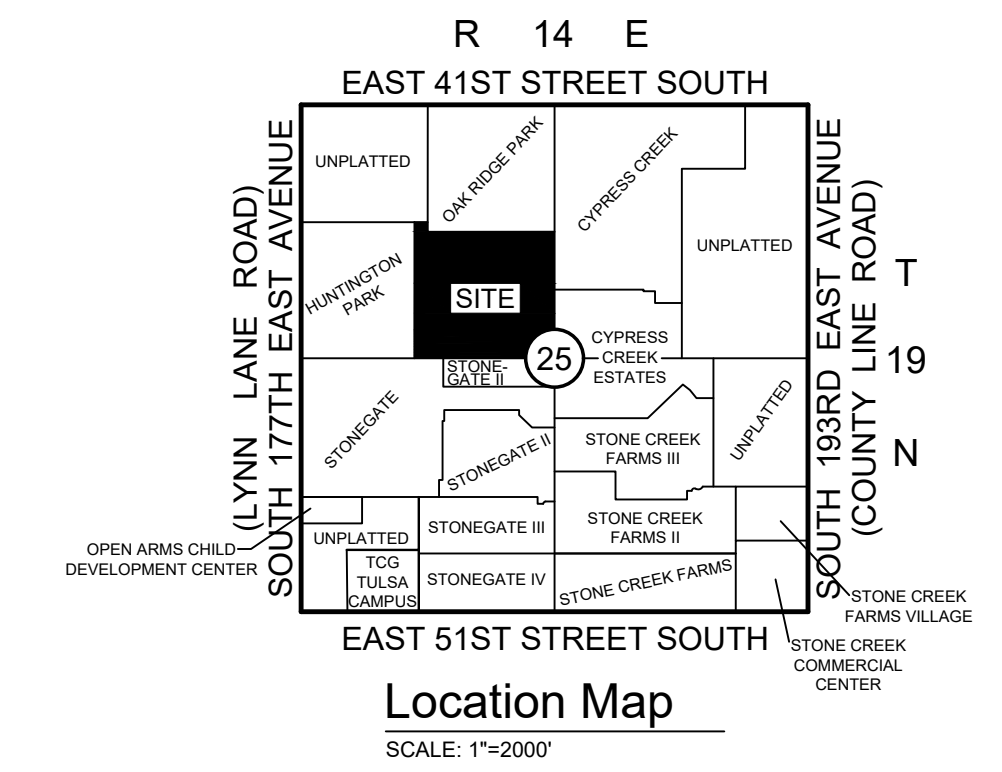 R 14 E
EAST 41ST STREET SOUTH
UNPLATTED
OAK RIDGE PARK
CYPRESS CREEK
UNPLATTED
(LYNN LANE ROAD)
SOUTH 177TH EAST AVENUE
SOUTH 193RD EAST AVENUE
(COUNTY LINE ROAD)
T
19
N
HUNTINGTON
PARK
SITE
25
CYPRESS
CREEK
ESTATES
STONE-
GATE II
STONEGATE
STONEGATE II
STONE CREEK
FARMS III
UNPLATTED
OPEN ARMS CHILD
DEVELOPMENT CENTER
UNPLATTED
STONEGATE III
STONE CREEK
FARMS II
TCG
TULSA
CAMPUS
STONEGATE IV
STONE CREEK FARMS
STONE CREEK
FARMS VILLAGE
STONE CREEK
COMMERCIAL
CENTER
EAST 51ST STREET SOUTH
Location Map
SCALE: 1"=2000'